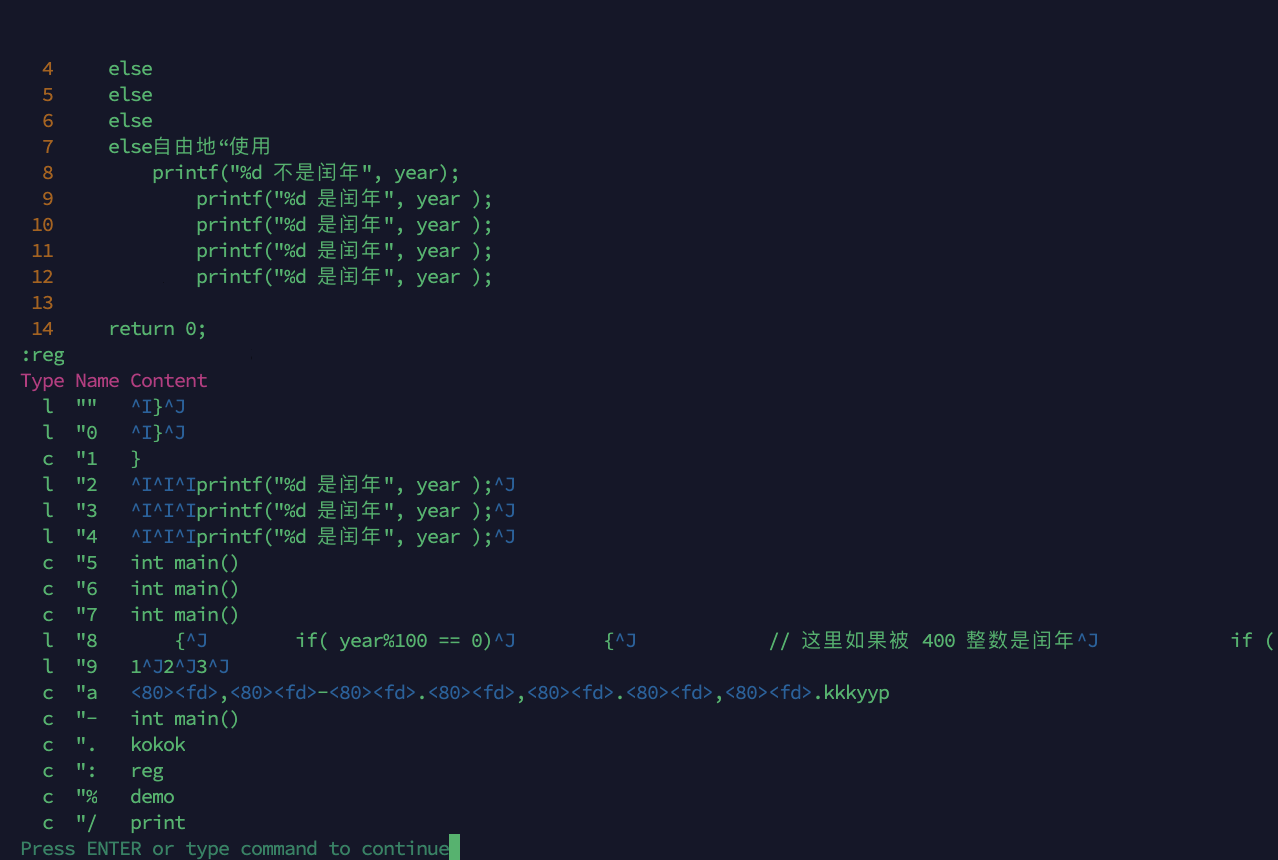 4     else
5     else
6     else
7     else自由地“使用
8         printf("%d 不是闰年", year);
9             printf("%d 是闰年", year );
10             printf("%d 是闰年", year );
11             printf("%d 是闰年", year );
12             printf("%d 是闰年", year );
13
14     return 0;
:reg
Type Name Content
  l  ""   ^I}^J
  l  "0   ^I}^J
  c  "1   }
  l  "2   ^I^I^Iprintf("%d 是闰年", year );^J
  l  "3   ^I^I^Iprintf("%d 是闰年", year );^J
  l  "4   ^I^I^Iprintf("%d 是闰年", year );^J
  c  "5   int main()
  c  "6   int main()
  c  "7   int main()
  l  "8       {^J        if( year%100 == 0)^J        {^J            // 这里如果被 400 整数是闰年^J            if (
  l  "9   1^J2^J3^J
  c  "a   <80><fd>,<80><fd>-<80><fd>.<80><fd>,<80><fd>.<80><fd>,<80><fd>.kkkyyp
  c  "-   int main()
  c  ".   kokok
  c  ":   reg
  c  "%   demo
  c  "/   print
Press ENTER or type command to continue